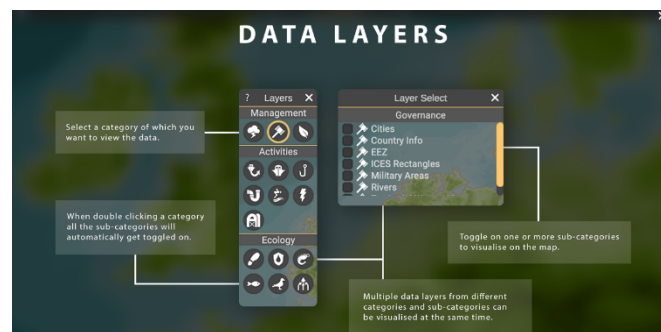 DATA LAYERS
? Layers X
Management
Activities
Ecology
Layer Select X
Governance
Cities
Country Info
EEZ
ICES Rectangles
Military Areas
Rivers
Select a category of which you
want to view the data.
When double clicking a category
all the sub-categories will
automatically get toggled on.
Toggle on one or more sub-categories
to visualise on the map.
Multiple data layers from different
categories and sub-categories can
be visualised at the same time.